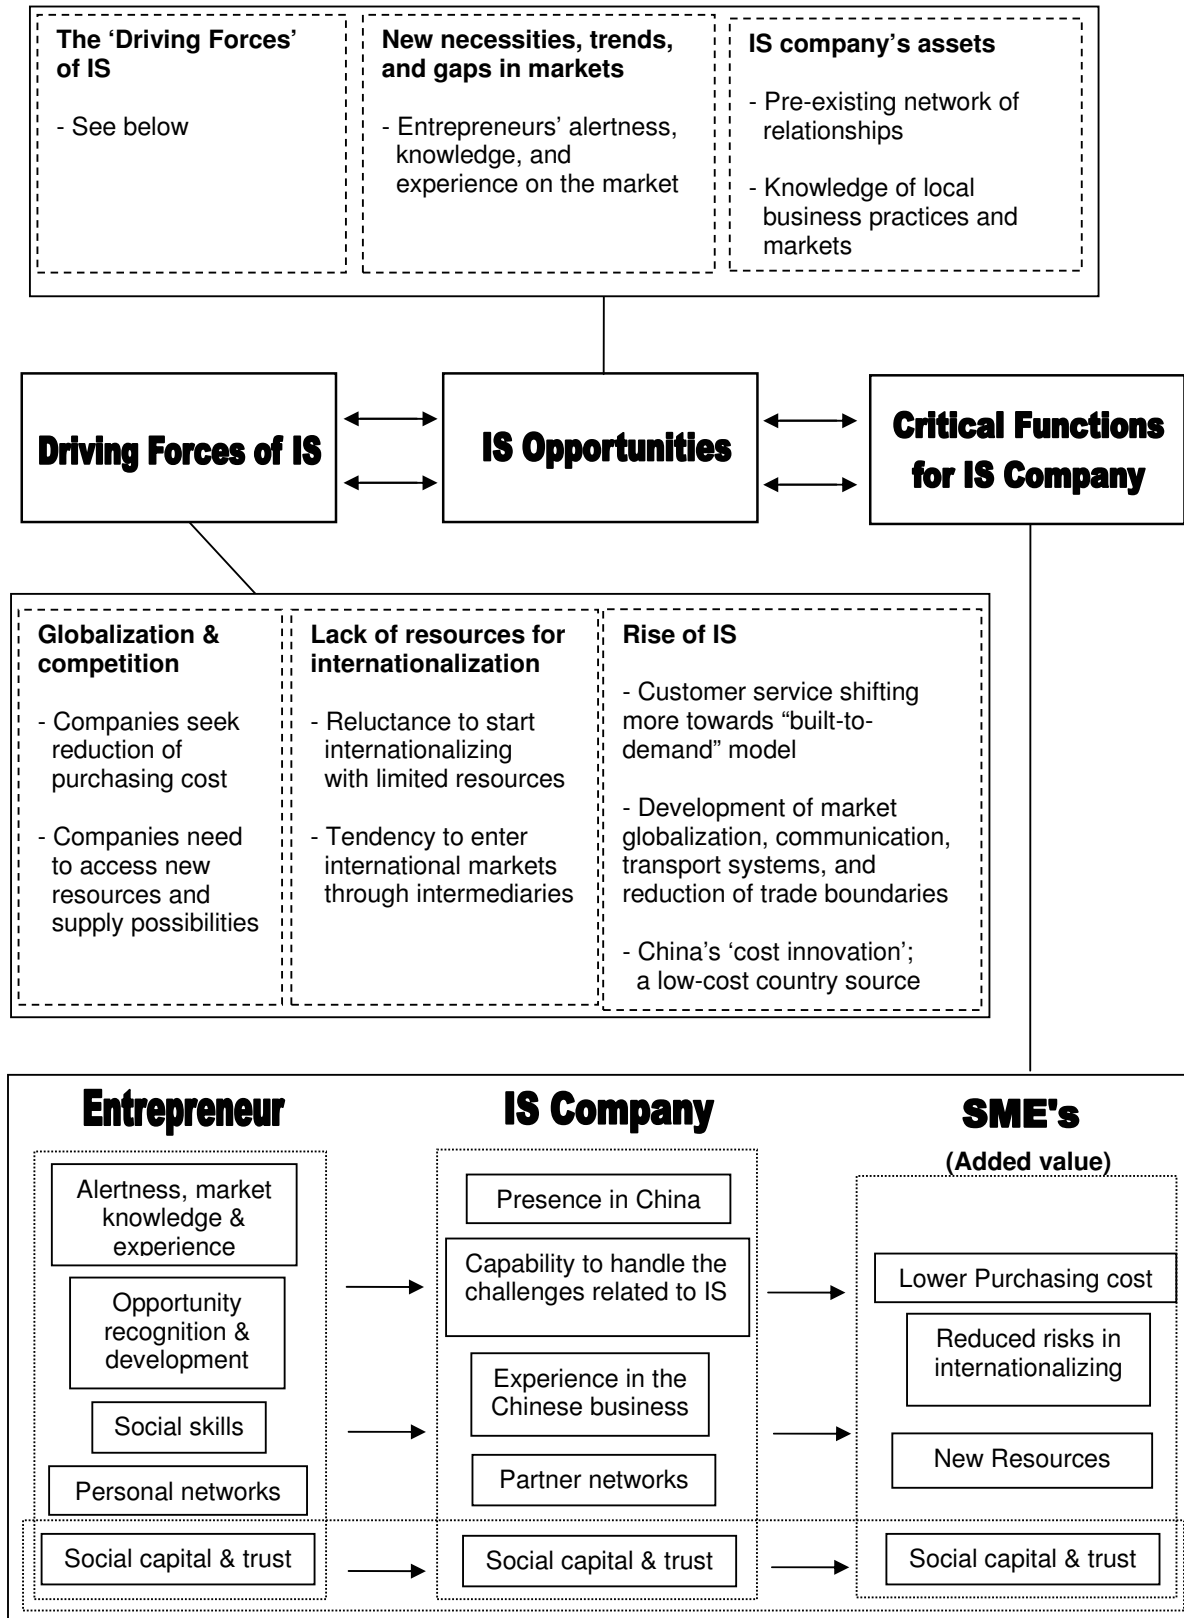 The ‘Driving Forces’
of IS
- See below
New necessities, trends,
and gaps in markets
- Entrepreneurs’ alertness,
knowledge, and
experience on the market
IS company’s assets
- Pre-existing network of
relationships
- Knowledge of local
business practices and
markets
Driving Forces of IS
IS Opportunities
Critical Functions
for IS Company
Globalization &
competition
- Companies seek
reduction of
purchasing cost
- Companies need
to access new
resources and
supply possibilities
Lack of resources for
internationalization
- Reluctance to start
internationalizing
with limited resources
- Tendency to enter
international markets
through intermediaries
Rise of IS
- Customer service shifting
more towards “built-to-
demand” model
- Development of market
globalization, communication,
transport systems, and
reduction of trade boundaries
- China’s ‘cost innovation’;
a low-cost country source
Entrepreneur
Alertness, market
knowledge &
experience
Opportunity
recognition &
development
Social skills
Personal networks
Social capital & trust
IS Company
Presence in China
Capability to handle the
challenges related to IS
Experience in the
Chinese business
Partner networks
Social capital & trust
SME's
(Added value)
Lower Purchasing cost
Reduced risks in
internationalizing
New Resources
Social capital & trust